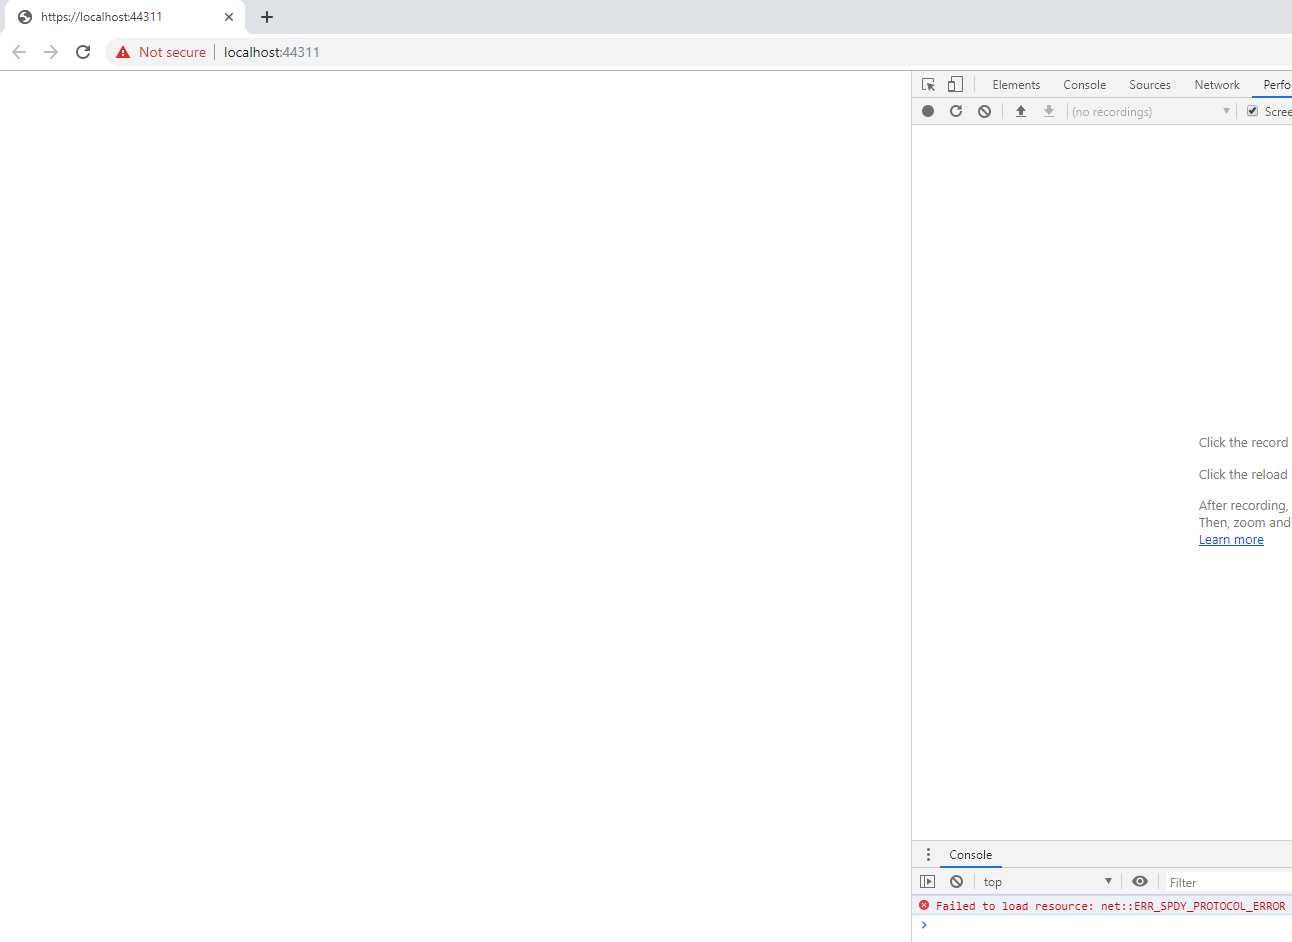 https://localhost:44311
Not secure localhost:44311
Elements Console Sources Network Perfo
(no recordings) Scree
Click the record
Click the reload
After recording,
Then, zoom and
Learn more
Console
top Filter
Failed to load resource: net::ERR_SPDY_PROTOCOL_ERROR